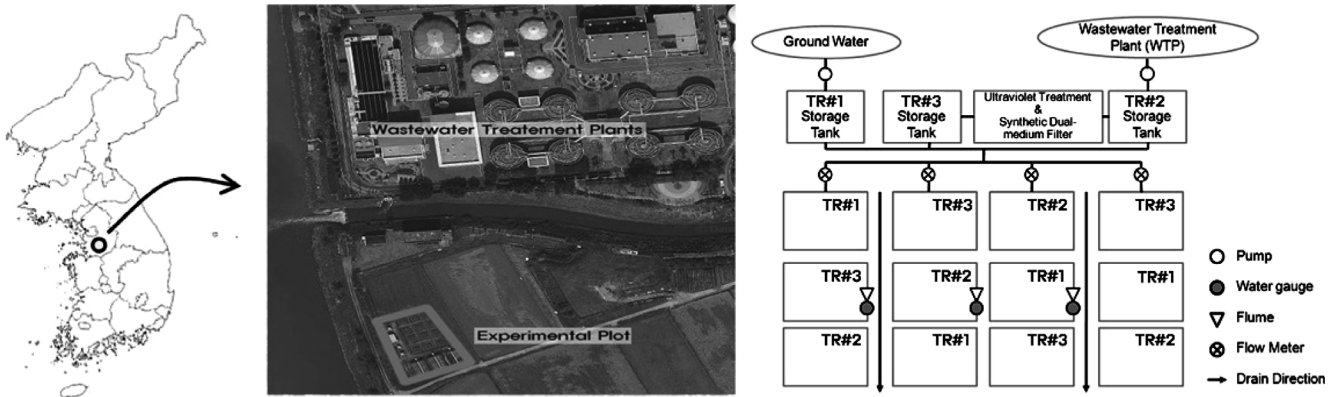 Wastewater Treatement Plants
Experimental Plot
Ground Water
Wastewater Treatment
Plant (WTP)
TR#1
Storage
Tank
TR#3
Storage
Tank
Ultraviolet Treatment
&
Synthetic Dual-
medium Filter
TR#2
Storage
Tank
TR#1
TR#3
TR#2
TR#3
TR#3
TR#2
TR#1
TR#1
TR#2
TR#1
TR#3
TR#2
Pump
Water gauge
Flume
Flow Meter
Drain Direction